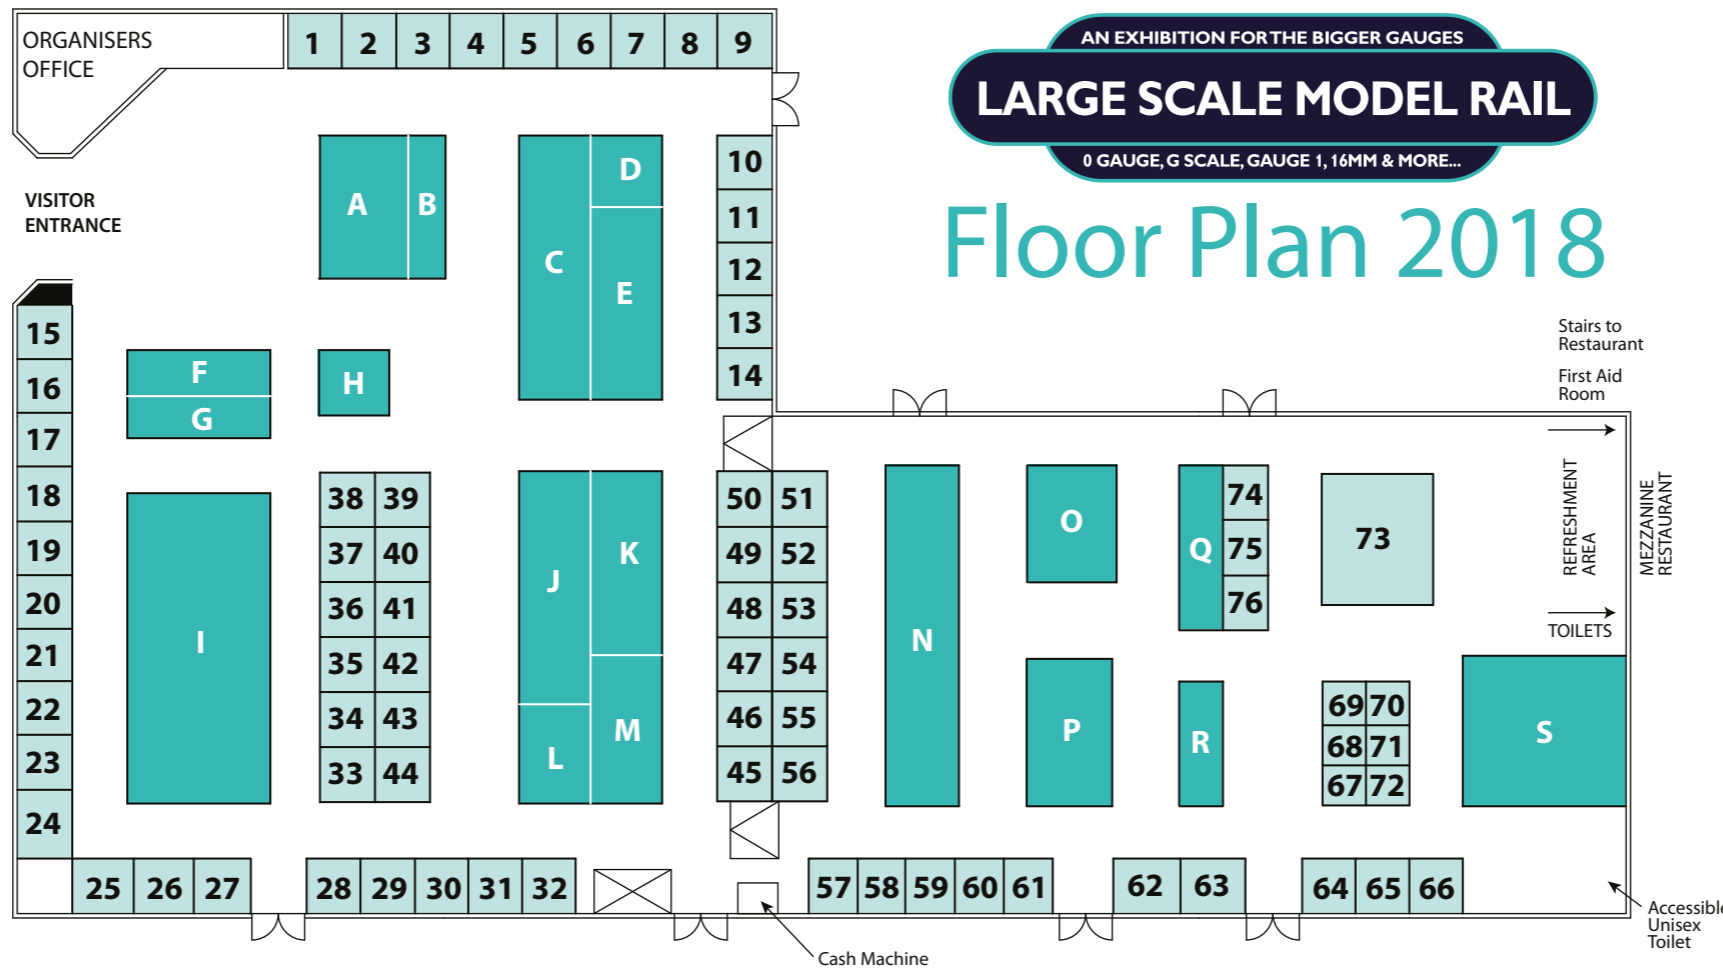 ORGANISERS
OFFICE
1 2 3 4 5 6 7 8 9
AN EXHIBITION FOR THE BIGGER GAUGES
LARGE SCALE MODEL RAIL
0 GAUGE, G SCALE, GAUGE 1, 16MM & MORE...
Floor Plan 2018
VISITOR
ENTRANCE
A B C D E
10
11
12
13
14
15
16
17
18
19
20
21
22
23
24
F
G
H
I
38 39
37 40
36 41
35 42
34 43
33 44
J K
L M
50 51
49 52
48 53
47 54
46 55
45 56
N
O
P
Q
R
74
75
76
73
69 70
68 71
67 72
S
Stairs to
Restaurant
First Aid
Room
REFRESHMENT
AREA
MEZZANINE
RESTAURANT
TOILETS
25 26 27 28 29 30 31 32
57 58 59 60 61 62 63 64 65 66
Cash Machine
Accessible
Unisex
Toilet